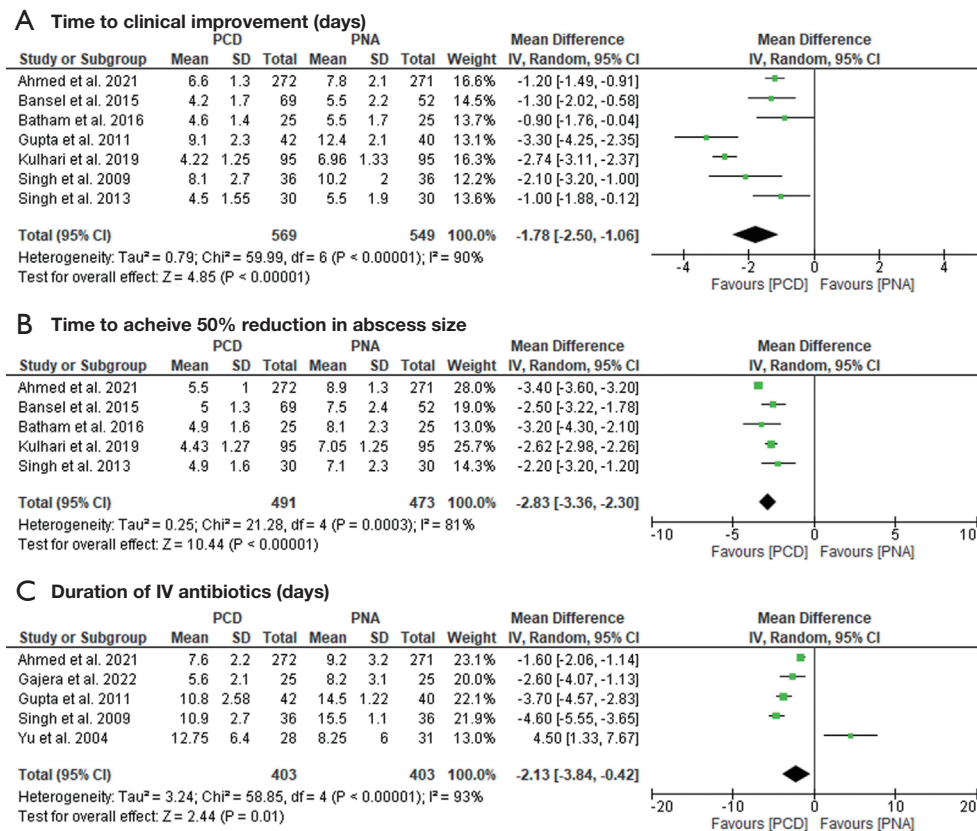 A Time to clinical improvement (days)
PCD PNA Mean Difference Mean Difference
Study or Subgroup Mean SD Total Mean SD Total Weight IV, Random, 95% CI IV, Random, 95% CI
Ahmed et al. 2021 6.6 1.3 272 7.8 2.1 271 16.6% -1.20 [-1.49, -0.91]
Bansel et al. 2015 4.2 1.7 69 5.5 2.2 52 14.5% -1.30 [-2.02, -0.58]
Batham et al. 2016 4.6 1.4 25 5.5 1.7 25 13.7% -0.90 [-1.76, -0.04]
Gupta et al. 2011 9.1 2.3 42 12.4 2.1 40 13.1% -3.30 [-4.25, -2.35]
Kulhari et al. 2019 4.22 1.25 95 6.96 1.33 95 16.3% -2.74 [-3.11, -2.37]
Singh et al. 2009 8.1 2.7 36 10.2 2 36 12.2% -2.10 [-3.20, -1.00]
Singh et al. 2013 4.5 1.55 30 5.5 1.9 30 13.6% -1.00 [-1.88, -0.12]
Total (95% CI) 569 549 100.0% -1.78 [-2.50, -1.06]
Heterogeneity: Tau² = 0.79; Chi² = 59.99, df = 6 (P < 0.00001); I² = 90%
Test for overall effect: Z = 4.85 (P < 0.00001)
-4 -2 0 2 4
Favours [PCD] Favours [PNA]
B Time to acheive 50% reduction in abscess size
PCD PNA Mean Difference Mean Difference
Study or Subgroup Mean SD Total Mean SD Total Weight IV, Random, 95% CI IV, Random, 95% CI
Ahmed et al. 2021 5.5 1 272 8.9 1.3 271 28.0% -3.40 [-3.60, -3.20]
Bansel et al. 2015 5 1.3 69 7.5 2.4 52 19.0% -2.50 [-3.22, -1.78]
Batham et al. 2016 4.9 1.6 25 8.1 2.3 25 13.0% -3.20 [-4.30, -2.10]
Kulhari et al. 2019 4.43 1.27 95 7.05 1.25 95 25.7% -2.62 [-2.98, -2.26]
Singh et al. 2013 4.9 1.6 30 7.1 2.3 30 14.3% -2.20 [-3.20, -1.20]
Total (95% CI) 491 473 100.0% -2.83 [-3.36, -2.30]
Heterogeneity: Tau² = 0.25; Chi² = 21.28, df = 4 (P = 0.0003); I² = 81%
Test for overall effect: Z = 10.44 (P < 0.00001)
-10 -5 0 5 10
Favours [PCD] Favours [PNA]
C Duration of IV antibiotics (days)
PCD PNA Mean Difference Mean Difference
Study or Subgroup Mean SD Total Mean SD Total Weight IV, Random, 95% CI IV, Random, 95% CI
Ahmed et al. 2021 7.6 2.2 272 9.2 3.2 271 23.1% -1.60 [-2.06, -1.14]
Gajera et al. 2022 5.6 2.1 25 8.2 3.1 25 20.0% -2.60 [-4.07, -1.13]
Gupta et al. 2011 10.8 2.58 42 14.5 1.22 40 22.1% -3.70 [-4.57, -2.83]
Singh et al. 2009 10.9 2.7 36 15.5 1.1 36 21.9% -4.60 [-5.55, -3.65]
Yu et al. 2004 12.75 6.4 28 8.25 6 31 13.0% 4.50 [1.33, 7.67]
Total (95% CI) 403 403 100.0% -2.13 [-3.84, -0.42]
Heterogeneity: Tau² = 3.24; Chi² = 58.85, df = 4 (P < 0.00001); I² = 93%
Test for overall effect: Z = 2.44 (P = 0.01)
-20 -10 0 10 20
Favours [PCD] Favours [PNA]